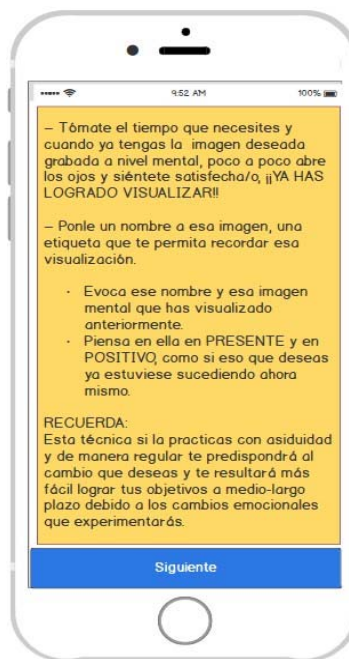 9:52 AM 100%
– Tómate el tiempo que necesites y
cuando ya tengas la imagen deseada
grabada a nivel mental, poco a poco abre
los ojos y siéntete satisfecha/o, ¡¡YA HAS
LOGRADO VISUALIZAR!!
– Ponle un nombre a esa imagen, una
etiqueta que te permita recordar esa
visualización.
· Evoca ese nombre y esa imagen
mental que has visualizado
anteriormente.
· Piensa en ella en PRESENTE y en
POSITIVO, como si eso que deseas
ya estuviese sucediendo ahora
mismo.
RECUERDA:
Esta técnica si la practicas con asiduidad
y de manera regular te predispondrá al
cambio que deseas y te resultará más
fácil lograr tus objetivos a medio-largo
plazo debido a los cambios emocionales
que experimentarás.
Siguiente